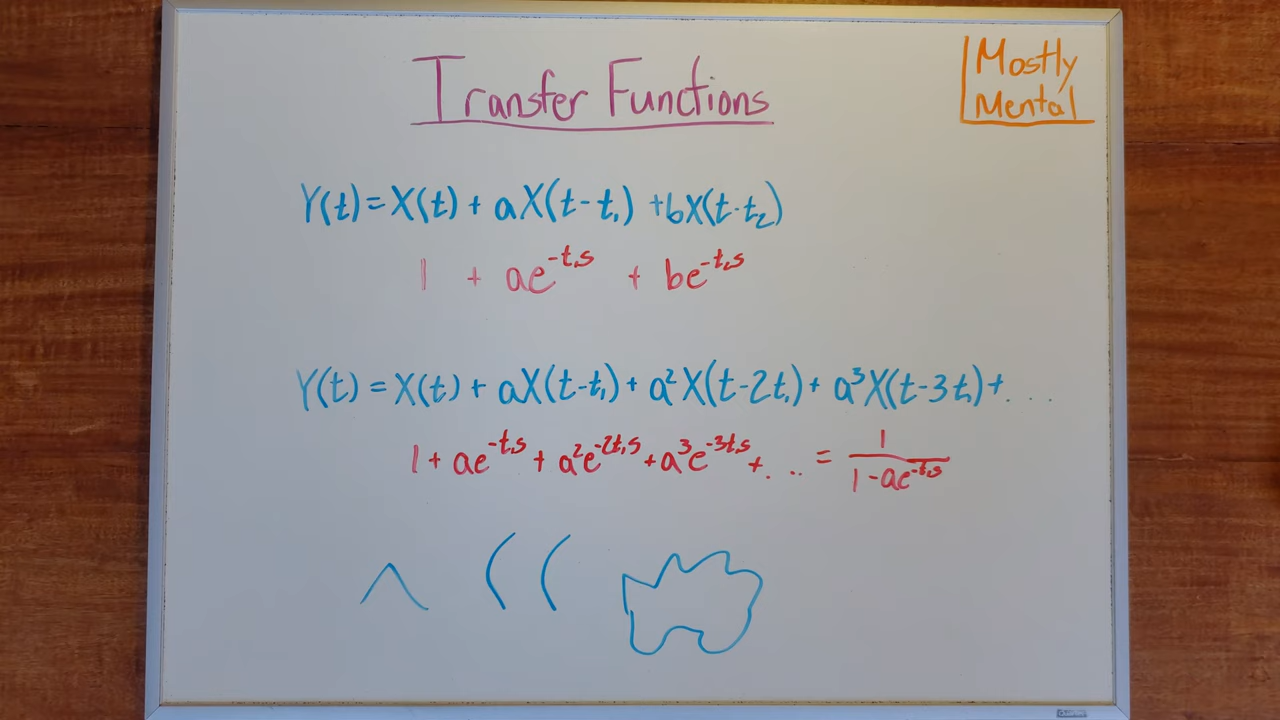 Transfer Functions
Mostly
Mental
Y(t) = X(t) + aX(t-t₁) + bX(t-t₂)
1 + ae^(-t₁s) + be^(-t₂s)
Y(t) = X(t) + aX(t-t₁) + a²X(t-2t₁) + a³X(t-3t₁) + . . .
1 + ae^(-t₁s) + a²e^(-2t₁s) + a³e^(-3t₁s) + . . . = 1/(1-ae^(-t₁s))